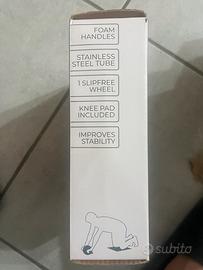 FOAM
HANDLES
STAINLESS
STEEL TUBE
1 SLIPFREE
WHEEL
KNEE PAD
INCLUDED
IMPROVES
STABILITY
subito